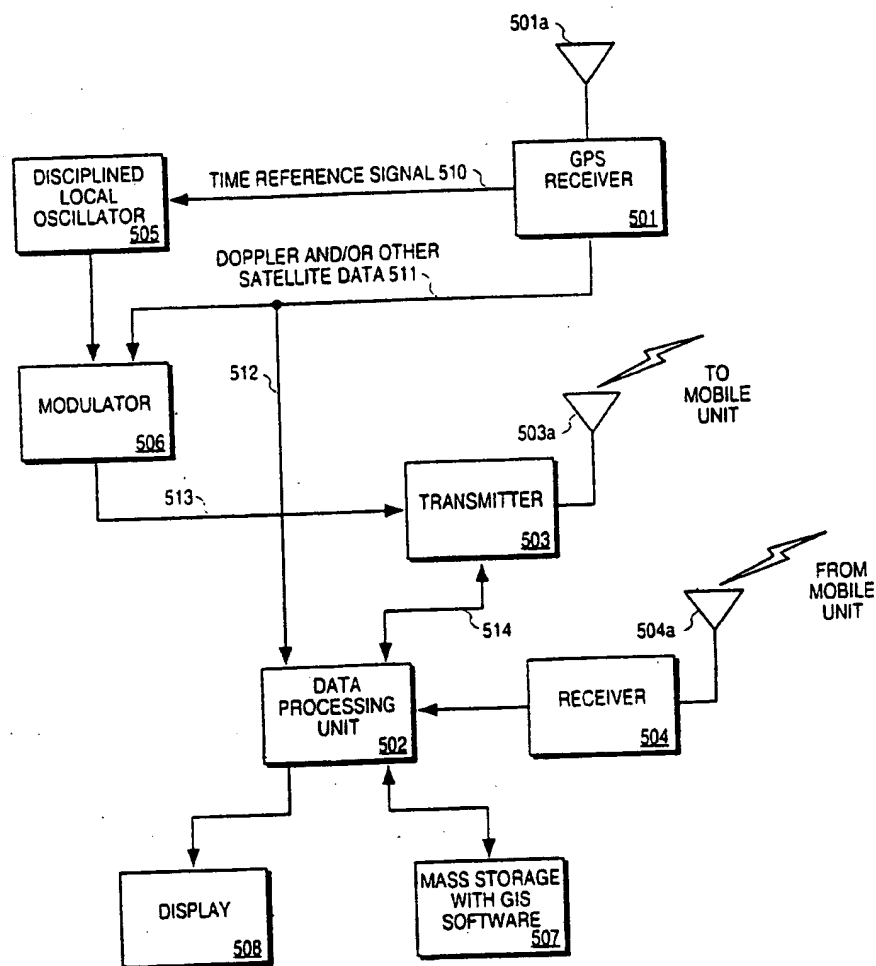 501a
GPS
RECEIVER
501
DISCIPLINED
LOCAL
OSCILLATOR
505
TIME REFERENCE SIGNAL 510
DOPPLER AND/OR OTHER
SATELLITE DATA 511
512
MODULATOR
506
TO
MOBILE
UNIT
503a
513
TRANSMITTER
503
FROM
MOBILE
UNIT
504a
514
DATA
PROCESSING
UNIT
502
RECEIVER
504
DISPLAY
508
MASS STORAGE
WITH GIS
SOFTWARE
507